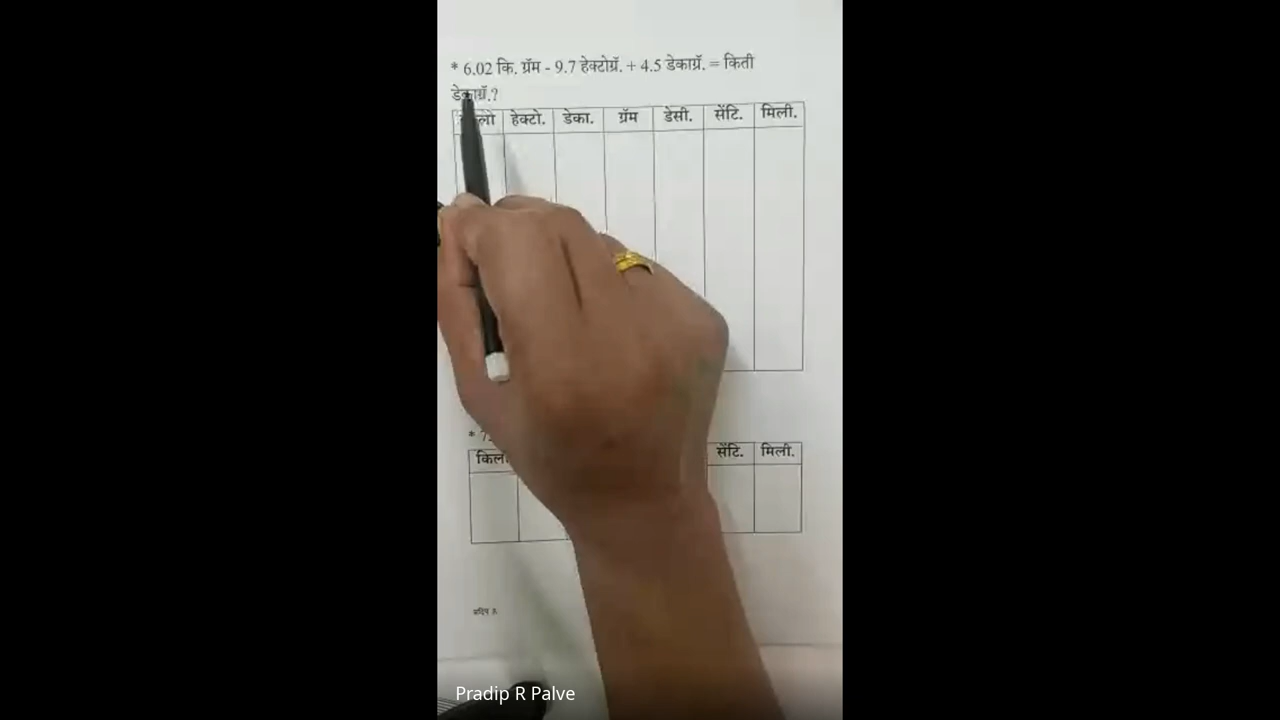 * 6.02 कि. ग्रॅम - 9.7 हेक्टोग्रॅ. + 4.5 डेकाग्रॅ. = किती
डेकाग्रॅ.?
हेक्टो. डेका. ग्रॅम डेसी. सेंटि. मिली.
*
सेंटि. मिली.
Pradip R Palve